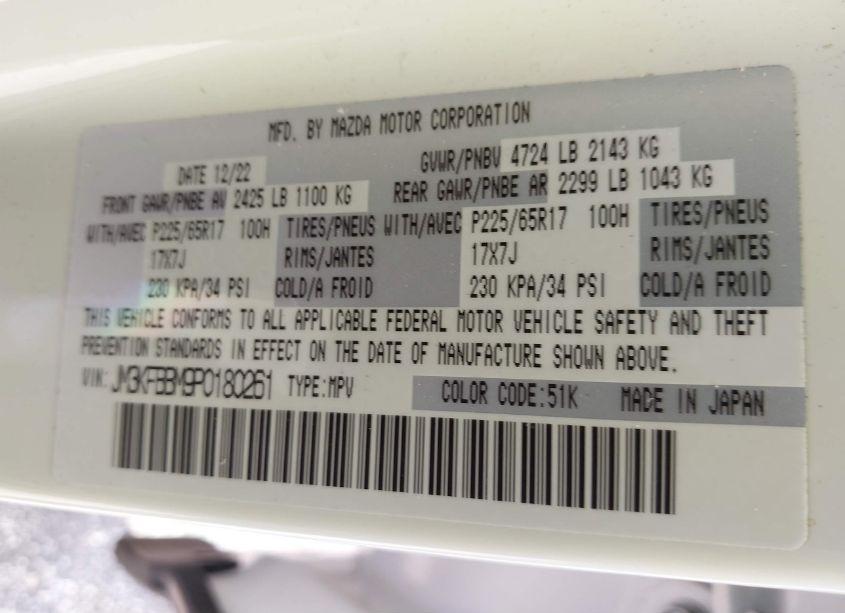 MFD. BY MAZDA MOTOR CORPORATION
DATE 12/22 GVWR/PNBV 4724 LB 2143 KG
FRONT GAWR/PNBE AV 2425 LB 1100 KG REAR GAWR/PNBE AR 2299 LB 1043 KG
WITH/AVEC P225/65R17 100H TIRES/PNEUS WITH/AVEC P225/65R17 100H TIRES/PNEUS
17X7J RIMS/JANTES 17X7J RIMS/JANTES
230 KPA/34 PSI COLD/A FROID 230 KPA/34 PSI COLD/A FROID
THIS VEHICLE CONFORMS TO ALL APPLICABLE FEDERAL MOTOR VEHICLE SAFETY AND THEFT
PREVENTION STANDARDS IN EFFECT ON THE DATE OF MANUFACTURE SHOWN ABOVE.
VIN: JM3KFBBM9P0180261 TYPE:MPV COLOR CODE:51K MADE IN JAPAN